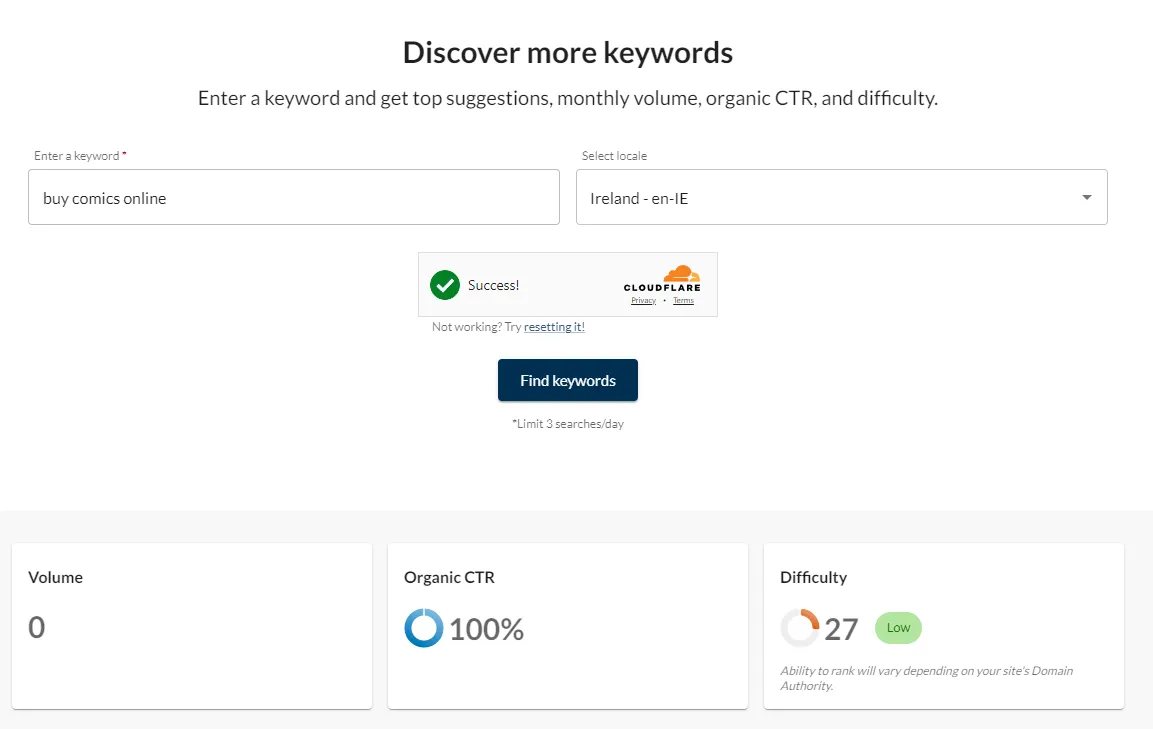 Discover more keywords
Enter a keyword and get top suggestions, monthly volume, organic CTR, and difficulty.
Enter a keyword *
Select locale
buy comics online
Ireland - en-IE
Success!
CLOUDFLARE
Privacy • Terms
Not working? Try resetting it!
Find keywords
*Limit 3 searches/day
Volume
0
Organic CTR
100%
Difficulty
27
Low
Ability to rank will vary depending on your site's Domain
Authority.